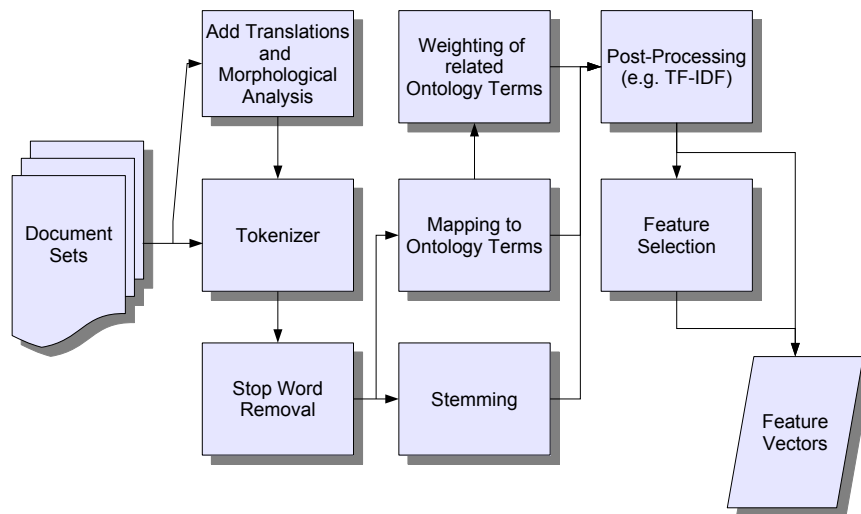 Add Translations
and
Morphological
Analysis
Weighting of
related
Ontology Terms
Post-Processing
(e.g. TF-IDF)
Document
Sets
Tokenizer
Mapping to
Ontology Terms
Feature
Selection
Stop Word
Removal
Stemming
Feature
Vectors